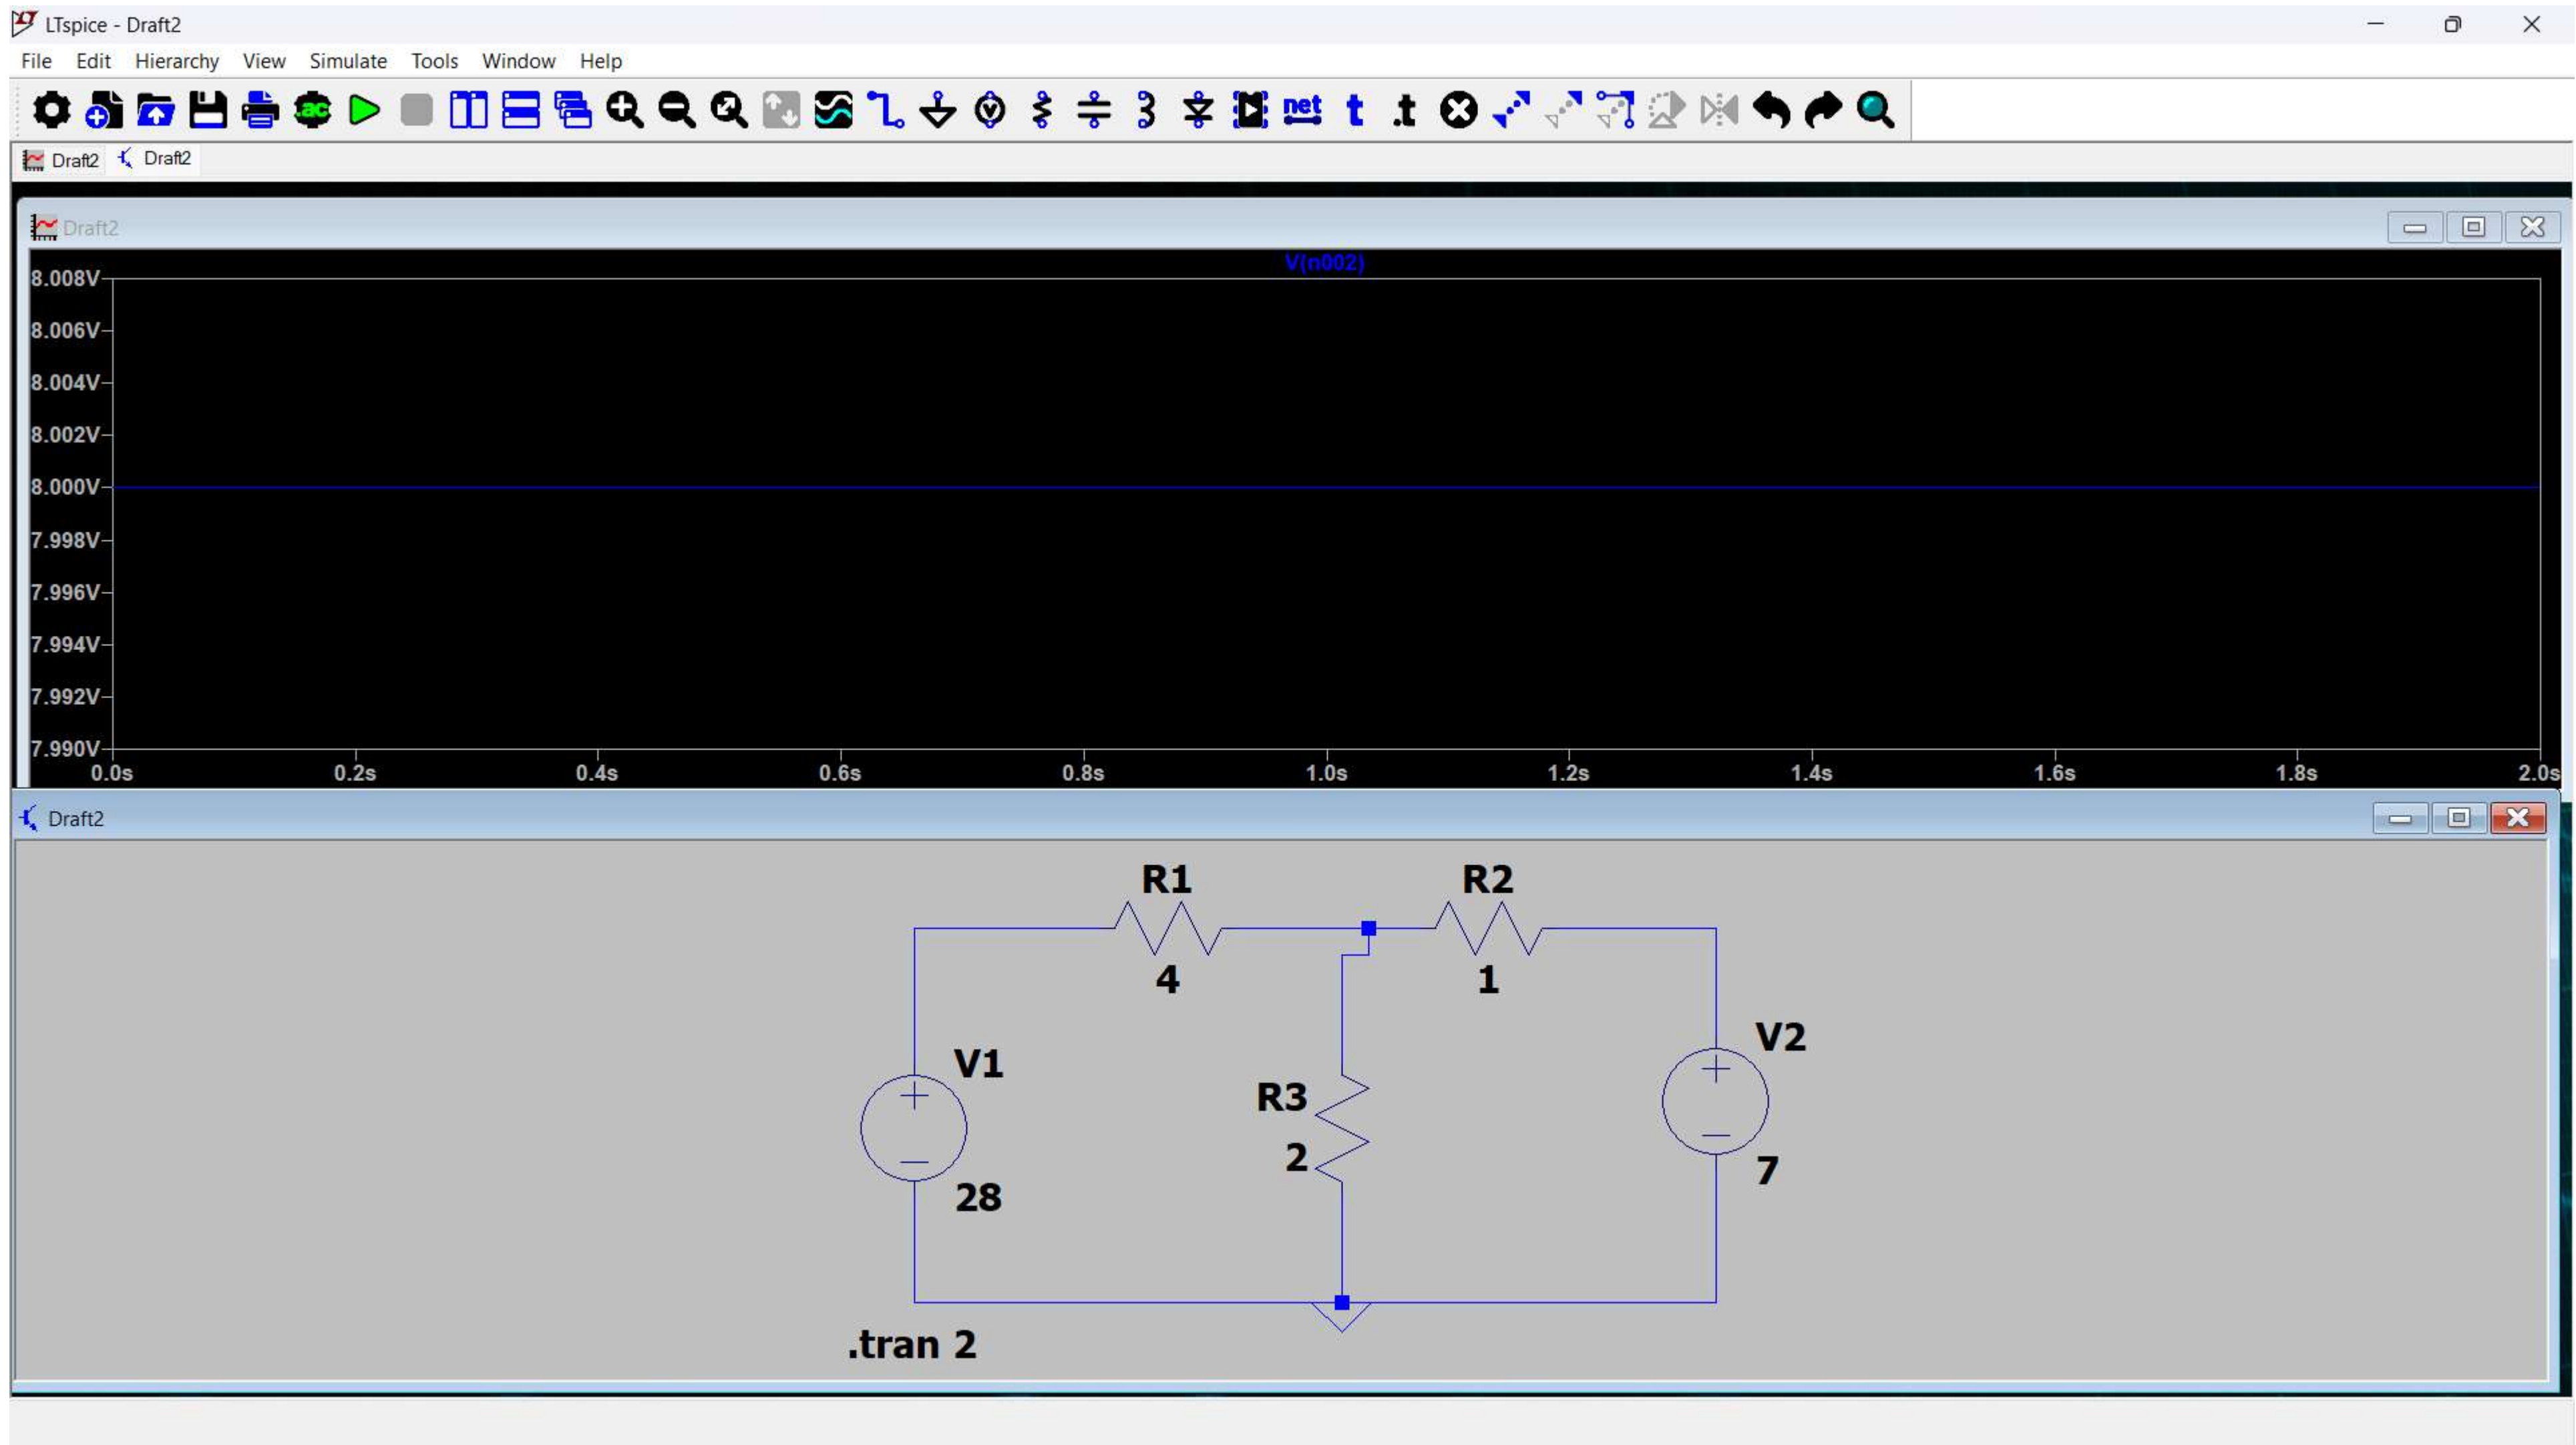 LTspice - Draft2
File Edit Hierarchy View Simulate Tools Window Help
ac net t .t
Draft2 Draft2
Draft2
V(n002)
8.008V
8.006V
8.004V
8.002V
8.000V
7.998V
7.996V
7.994V
7.992V
7.990V
0.0s 0.2s 0.4s 0.6s 0.8s 1.0s 1.2s 1.4s 1.6s 1.8s 2.0s
Draft2
R1 R2
4 1
V1 V2
R3
2
28 7
.tran 2